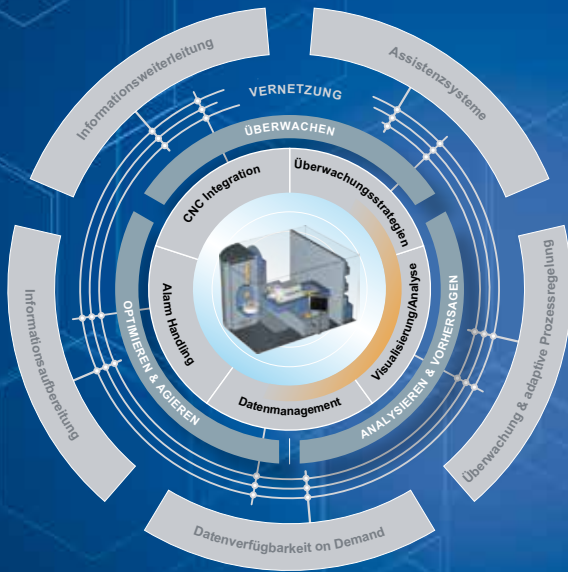 Informationsweiterleitung
Assistenzsysteme
VERNETZUNG
ÜBERWACHEN
CNC Integration
Überwachungsstrategien
Alarm Handling
Visualisierung/Analyse
Datenmanagement
OPTIMIEREN & AGIEREN
ANALYSIEREN & VORHERSAGEN
Informationsaufbereitung
Überwachung & adaptive Prozessregelung
Datenverfügbarkeit on Demand